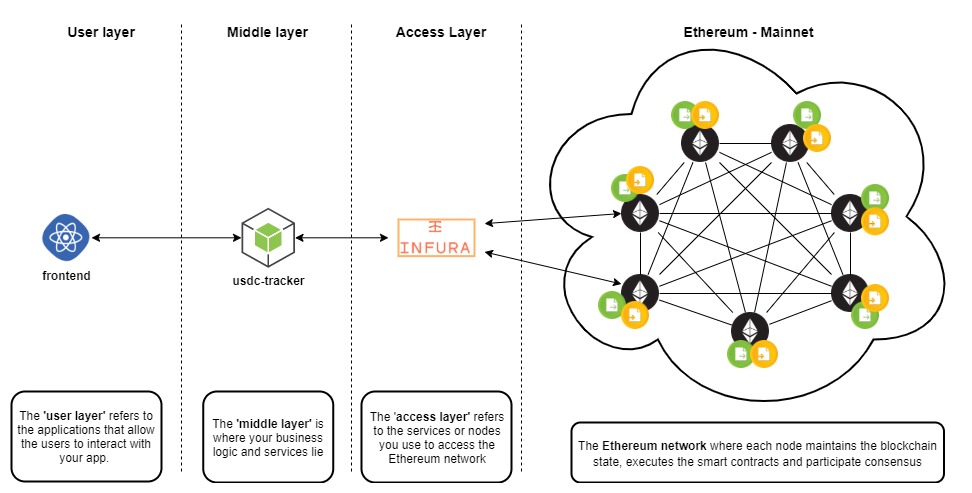 User layer
Middle layer
Access Layer
Ethereum - Mainnet
frontend
usdc-tracker
INFURA
The 'user layer' refers to
the applications that allow
the users to interact with
your app.
The 'middle layer' is
where your business
logic and services lie
The 'access layer' refers
to the services or nodes
you use to access the
Ethereum network
The Ethereum network where each node maintains the blockchain
state, executes the smart contracts and participate consensus